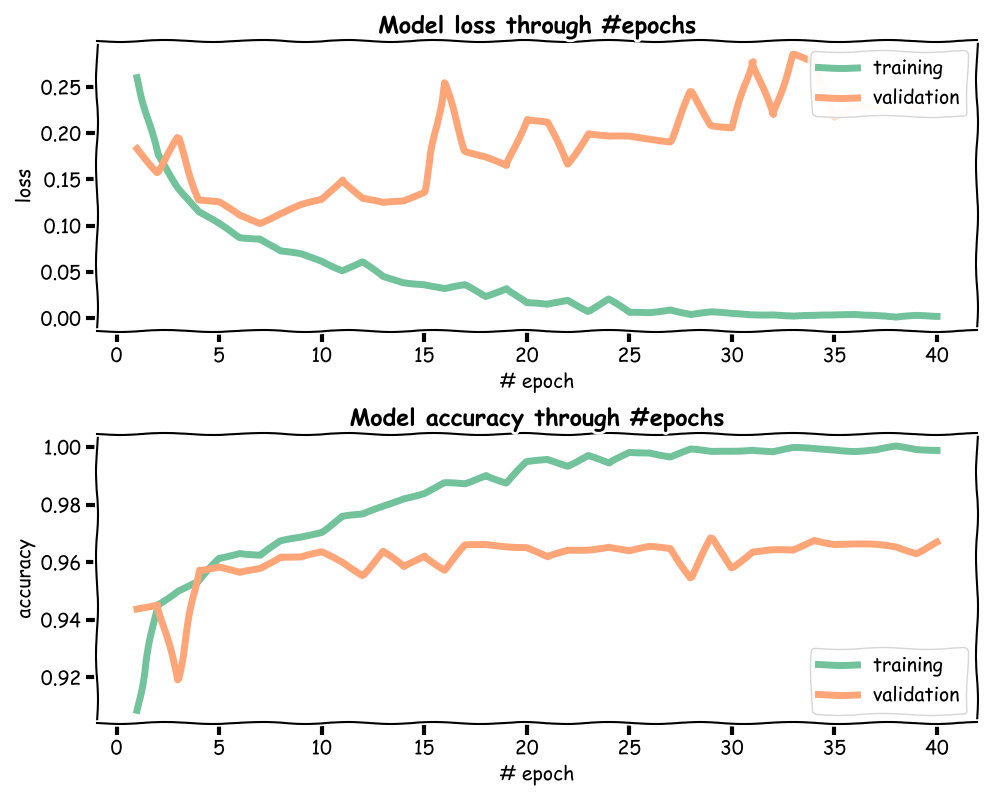 Model loss through #epochs
0.25
0.20
0.15
0.10
0.05
0.00
loss
training
validation
0 5 10 15 20 25 30 35 40
# epoch
Model accuracy through #epochs
1.00
0.98
0.96
0.94
0.92
accuracy
training
validation
0 5 10 15 20 25 30 35 40
# epoch